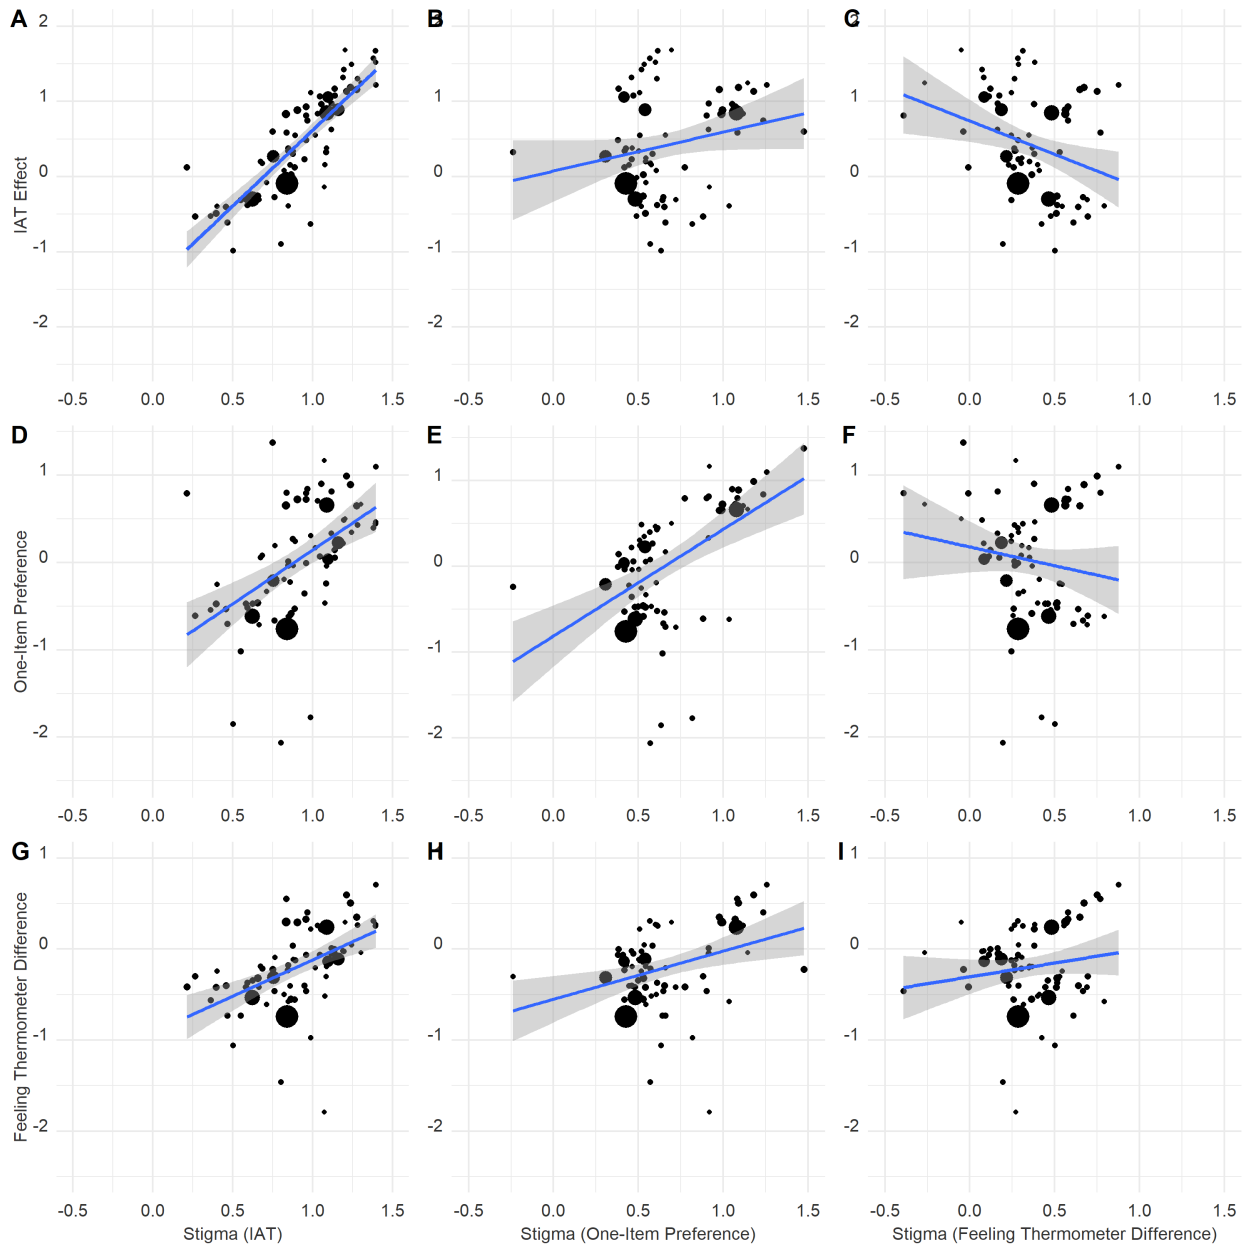 A
B
C
2
1
0
-1
-2
IAT Effect
-0.5 0.0 0.5 1.0 1.5
2
1
0
-1
-2
-0.5 0.0 0.5 1.0 1.5
1
0
-1
-2
-0.5 0.0 0.5 1.0 1.5
D
E
F
1
0
-1
-2
One-Item Preference
-0.5 0.0 0.5 1.0 1.5
1
0
-1
-2
-0.5 0.0 0.5 1.0 1.5
1
0
-1
-2
-0.5 0.0 0.5 1.0 1.5
G
H
I
1
0
-1
-2
Feeling Thermometer Difference
-0.5 0.0 0.5 1.0 1.5
Stigma (IAT)
1
0
-1
-2
-0.5 0.0 0.5 1.0 1.5
Stigma (One-Item Preference)
1
0
-1
-2
-0.5 0.0 0.5 1.0 1.5
Stigma (Feeling Thermometer Difference)